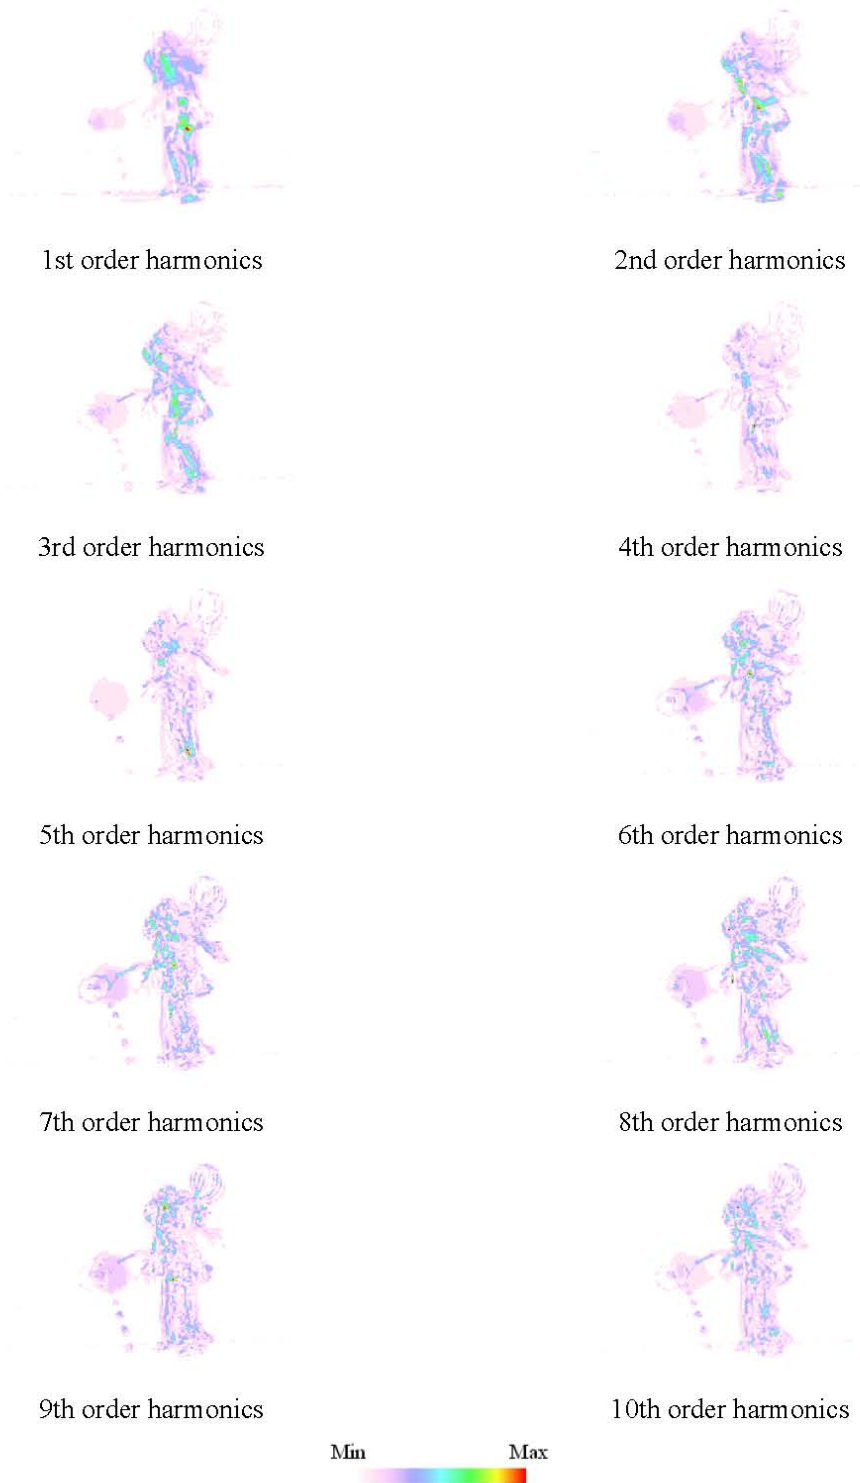 1st order harmonics
2nd order harmonics
3rd order harmonics
4th order harmonics
5th order harmonics
6th order harmonics
7th order harmonics
8th order harmonics
9th order harmonics
10th order harmonics
Min Max